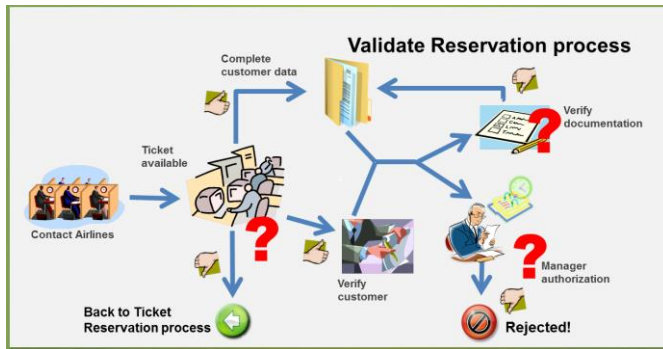 Validate Reservation process
Complete
customer data
Verify
documentation
Ticket
available
Contact Airlines
Verify
customer
Manager
authorization
Back to Ticket
Reservation process
Rejected!
?
?
?